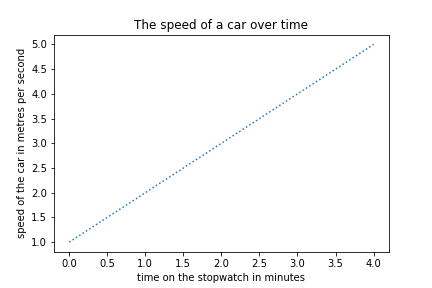 The speed of a car over time
speed of the car in metres per second
5.0
4.5
4.0
3.5
3.0
2.5
2.0
1.5
1.0
0.0 0.5 1.0 1.5 2.0 2.5 3.0 3.5 4.0
time on the stopwatch in minutes